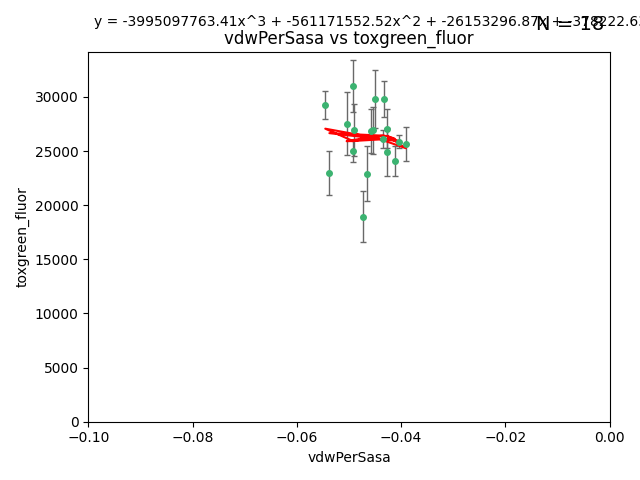 y = -3995097763.41x^3 + -561171552.52x^2 + -26153296.87x + -378222.63
N = 18
vdwPerSasa vs toxgreen_fluor
30000
25000
20000
15000
10000
5000
0
toxgreen_fluor
−0.10 −0.08 −0.06 −0.04 −0.02 0.00
vdwPerSasa